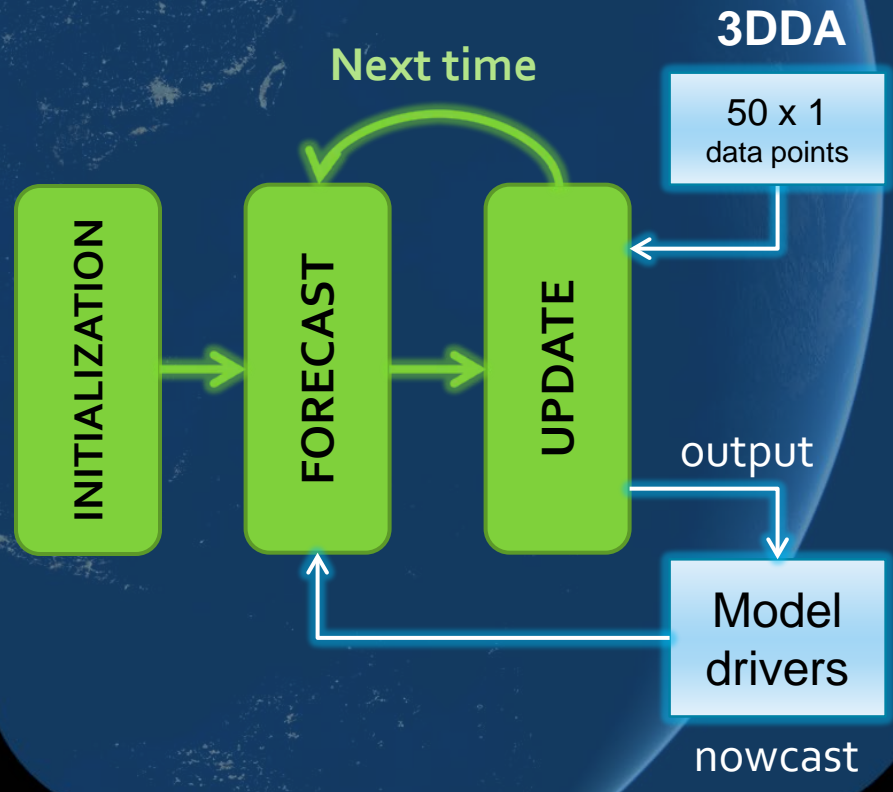 3DDA
Next time
50 x 1
data points
INITIALIZATION
FORECAST
UPDATE
output
Model
drivers
nowcast